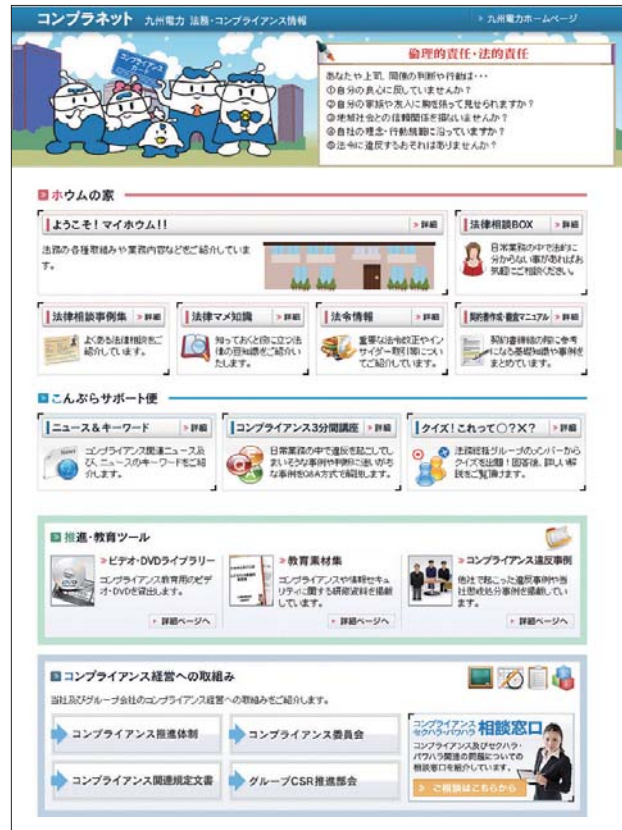 コンプラネット 九州電力 法務・コンプライアンス情報
九州電力ホームページ
コンプライアンス
カード
倫理的責任・法的責任
あなたや上司、同僚の判断や行動は・・・
①自分の良心に反していませんか？
②自分の家族や友人に胸を張って見せられますか？
③地域社会との信頼関係を損ないませんか？
④自社の理念・行動規範に沿っていますか？
⑤法令に違反するおそれはありませんか？
ホウムの家
ようこそ！マイホウム！！
詳細
法務の各種取組みや業務内容などをご紹介していま
す。
法律相談BOX
詳細
日常業務の中で法的に
分からない事があればお
気軽にご相談ください。
法律相談事例集
詳細
よくある法律相談をご
紹介しています。
法律マメ知識
詳細
知っておくと役に立つ法
律の豆知識をご紹介い
たします。
法令情報
詳細
重要な法令改正やイン
サイダー取引等につい
てご紹介しています。
契約書作成・審査マニュアル
詳細
契約書締結の際に参考
になる基礎知識や事例を
まとめています。
こんぷらサポート便
ニュース＆キーワード
詳細
コンプライアンス関連ニュース及
び、ニュースのキーワードをご紹
介します。
コンプライアンス3分間講座
詳細
日常業務の中で違反を起こしてし
まいそうな事例や判断に迷いがち
な事例をQ&A方式で解説します。
クイズ！これって○？×？
詳細
法務総括グループのメンバーから
クイズを出題！回答後、詳しい解
説をご覧頂けます。
推進・教育ツール
ビデオ・DVDライブラリー
コンプライアンス教育用のビデ
オ・DVDを貸出します。
詳細ページへ
教育素材集
コンプライアンスや情報セキュ
リティに関する研修資料を掲載
しています。
詳細ページへ
コンプライアンス違反事例
他社で起こった違反事例や当
社懲戒処分事例を掲載してい
ます。
詳細ページへ
コンプライアンス経営への取組み
当社及びグループ会社のコンプライアンス経営への取組みをご紹介します。
コンプライアンス推進体制
コンプライアンス委員会
コンプライアンス関連規定文書
グループCSR推進部会
コンプライアンス
セクハラ・パワハラ
相談窓口
コンプライアンス及びセクハラ・
パワハラ関連の問題についての
相談窓口を紹介しています。
ご相談はこちらから